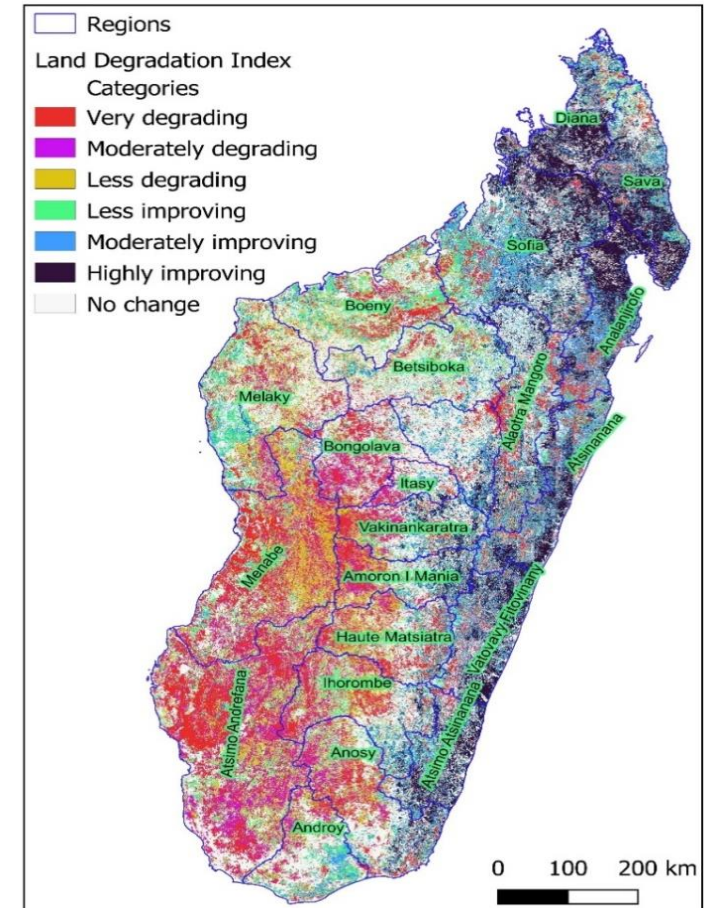 Regions
Land Degradation Index
Categories
Very degrading
Moderately degrading
Less degrading
Less improving
Moderately improving
Highly improving
No change
Diana
Sava
Sofia
Boeny
Analanjirofo
Betsiboka
Melaky
Alaotra Mangoro
Atsinanana
Bongolava
Itasy
Vakinankaratra
Menabe
Amoron I Mania
Vatovavy Fitovinany
Haute Matsiatra
Ihorombe
Atsimo Andrefana
Atsimo Atsinanana
Anosy
Androy
0 100 200 km